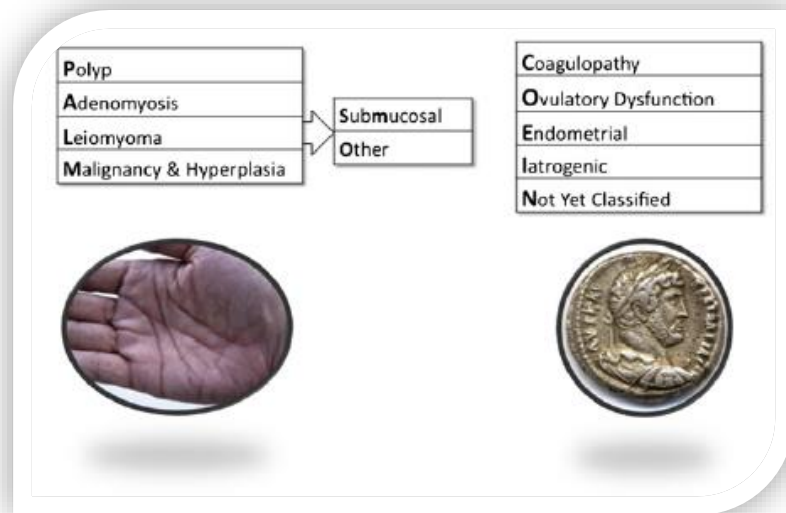 Polyp
Adenomyosis
Leiomyoma
Malignancy & Hyperplasia
Submucosal
Other
Coagulopathy
Ovulatory Dysfunction
Endometrial
Iatrogenic
Not Yet Classified